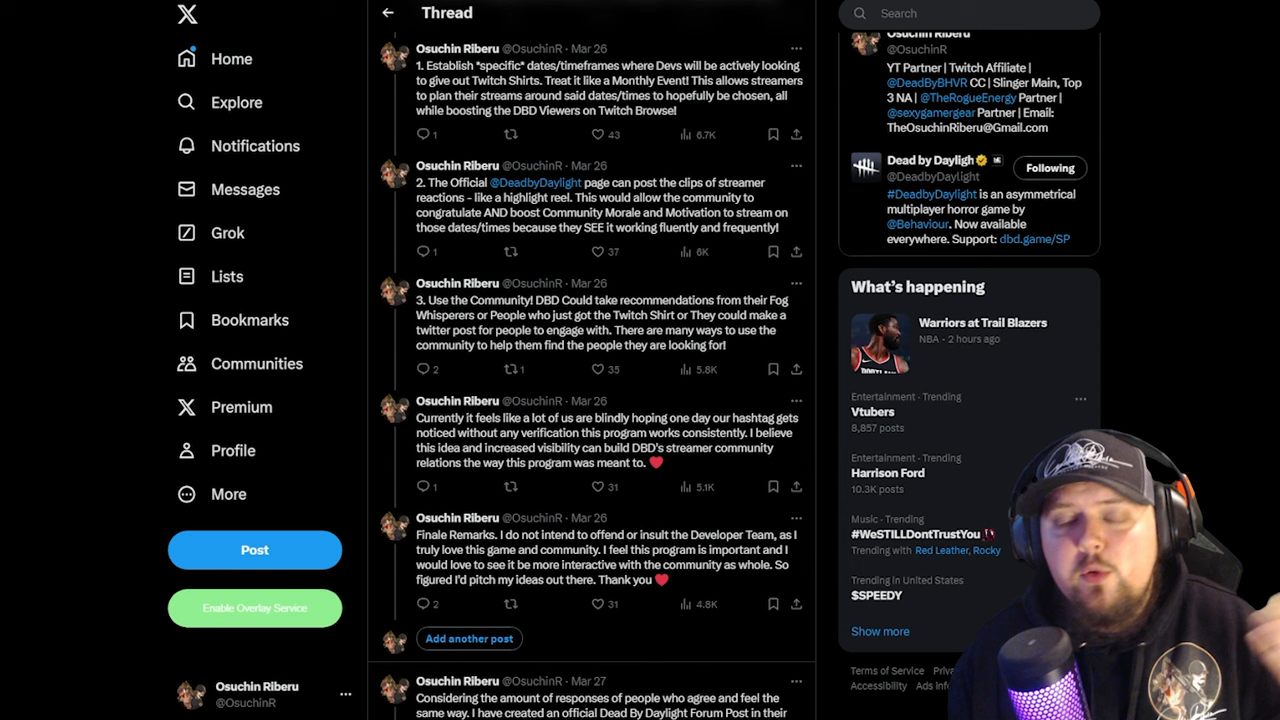 Home
Explore
Notifications
Messages
Grok
Lists
Bookmarks
Communities
Premium
Profile
More
Post
Enable Overlay Service
Osuchin Riberu
@OsuchinR
Thread
Osuchin Riberu @OsuchinR · Mar 26
1. Establish *specific* dates/timeframes where Devs will be actively looking
to give out Twitch Shirts. Treat it like a Monthly Event! This allows streamers
to plan their streams around said dates/times to hopefully be chosen, all
while boosting the DBD Viewers on Twitch Browse!
1 43 6.7K
Osuchin Riberu @OsuchinR · Mar 26
2. The Official @DeadbyDaylight page can post the clips of streamer
reactions - like a highlight reel. This would allow the community to
congratulate AND boost Community Morale and Motivation to stream on
those dates/times because they SEE it working fluently and frequently!
1 37 6K
Osuchin Riberu @OsuchinR · Mar 26
3. Use the Community! DBD Could take recommendations from their Fog
Whisperers or People who just got the Twitch Shirt or They could make a
twitter post for people to engage with. There are many ways to use the
community to help them find the people they are looking for!
2 1 35 5.8K
Osuchin Riberu @OsuchinR · Mar 26
Currently it feels like a lot of us are blindly hoping one day our hashtag gets
noticed without any verification this program works consistently. I believe
this idea and increased visibility can build DBD's streamer community
relations the way this program was meant to. ❤️
1 31 5.1K
Osuchin Riberu @OsuchinR · Mar 26
Finale Remarks. I do not intend to offend or insult the Developer Team, as I
truly love this game and community. I feel this program is important and I
would love to see it be more interactive with the community as whole. So
figured I'd pitch my ideas out there. Thank you ❤️
2 31 4.8K
Add another post
Osuchin Riberu @OsuchinR · Mar 27
Considering the amount of responses of people who agree and feel the
same way. I have created an official Dead By Daylight Forum Post in their
Search
Osuchin Riberu
@OsuchinR
YT Partner | Twitch Affiliate |
@DeadByBHVR CC | Slinger Main, Top
3 NA | @TheRogueEnergy Partner |
@sexygamergear Partner | Email:
TheOsuchinRiberu@Gmail.com
Dead by Dayligh
@DeadByDaylight
Following
#DeadbyDaylight is an asymmetrical
multiplayer horror game by
@Behaviour. Now available
everywhere. Support: dbd.game/SP
What's happening
Warriors at Trail Blazers
NBA · 2 hours ago
Entertainment · Trending
Vtubers
8,857 posts
Entertainment · Trending
Harrison Ford
10.3K posts
Music · Trending
#WeSTILLDontTrustYou
Trending with Red Leather, Rocky
Trending in United States
$SPEEDY
Show more
Terms of Service
Accessibility Ads